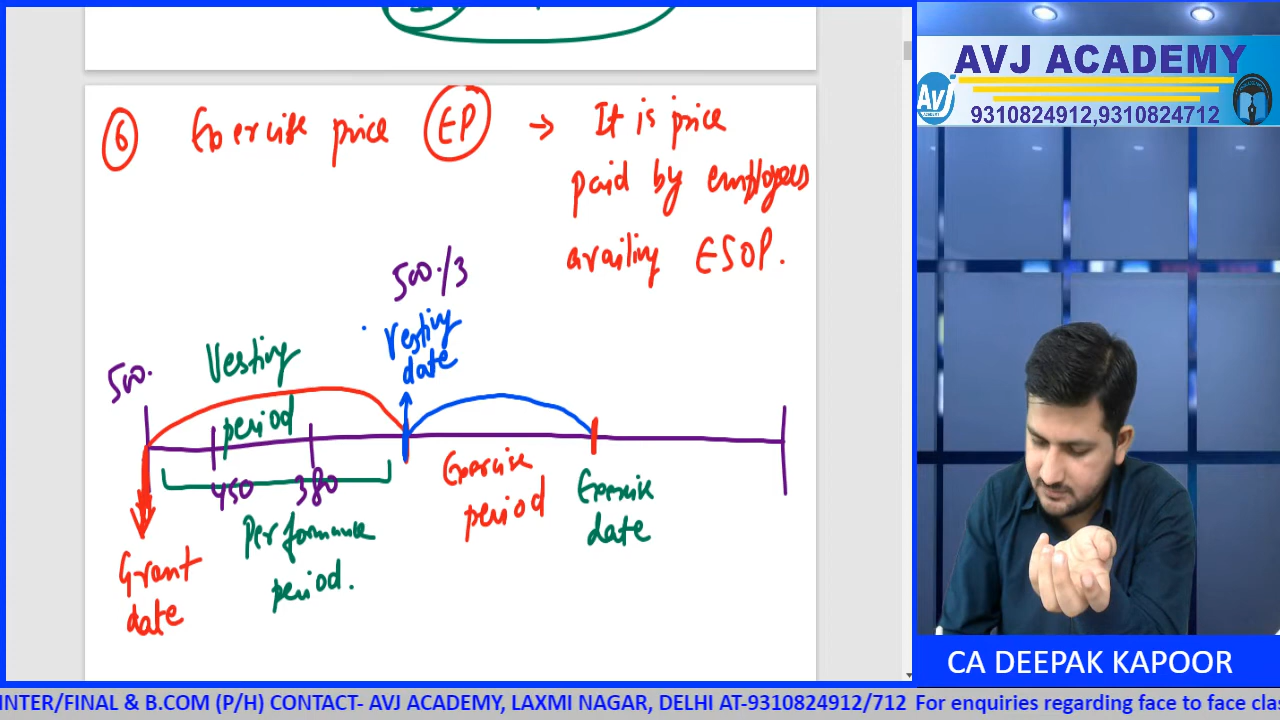 6 Exercise price EP → It is price
paid by employees
availing ESOP.
500./3
Vesting
date
500.
Vesting
period
450
380
Performance
period.
Exercise
period
Exercise
date
Grant
date
AVJ ACADEMY
AVJ
ACADEMY
9310824912,9310824712
CA DEEPAK KAPOOR
INTER/FINAL & B.COM (P/H) CONTACT- AVJ ACADEMY, LAXMI NAGAR, DELHI AT-9310824912/712 For enquiries regarding face to face clas